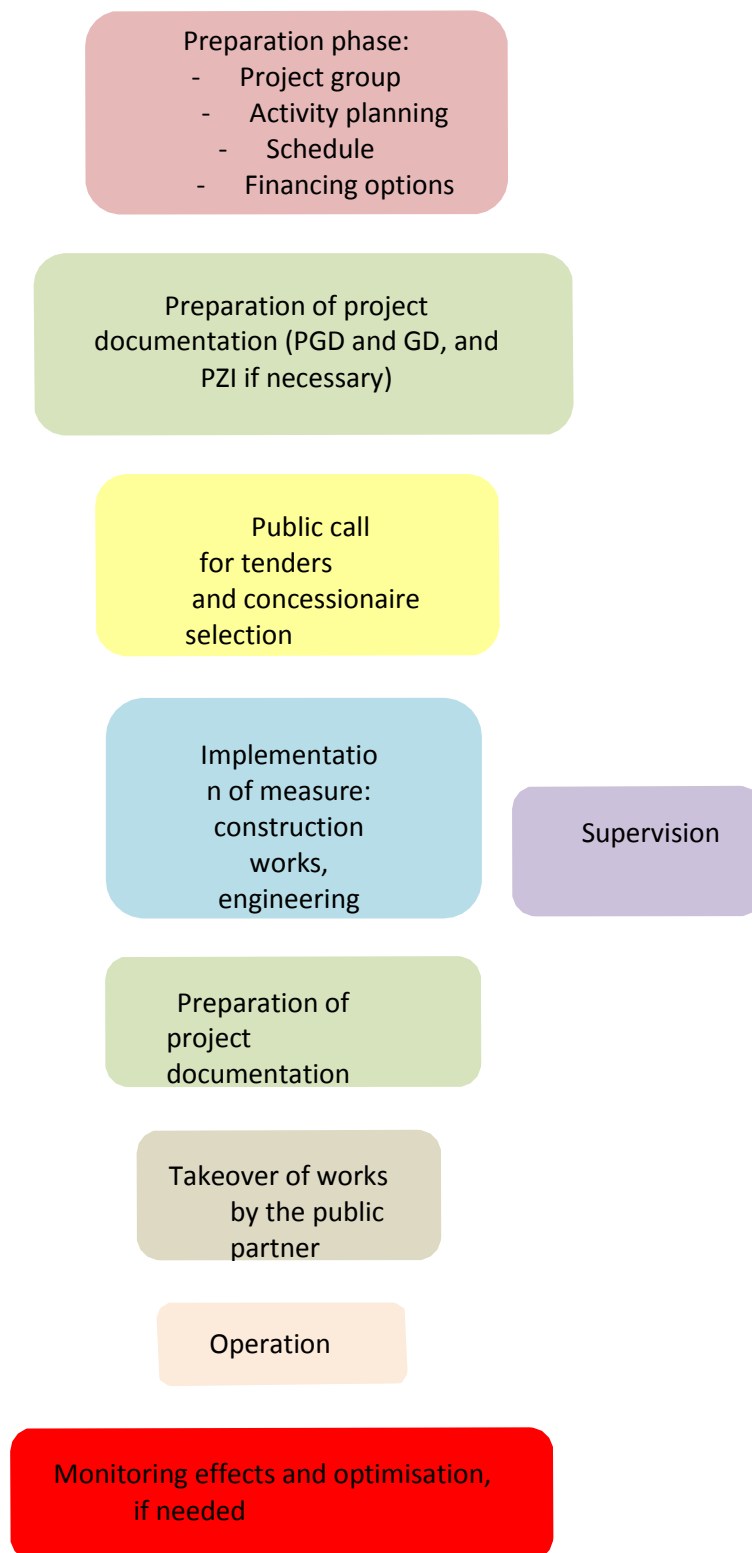 Preparation phase:
- Project group
- Activity planning
- Schedule
- Financing options
Preparation of project
documentation (PGD and GD, and
PZI if necessary)
Public call
for tenders
and concessionaire
selection
Implementatio
n of measure:
construction
works,
engineering
Supervision
Preparation of
project
documentation
Takeover of works
by the public
partner
Operation
Monitoring effects and optimisation,
if needed